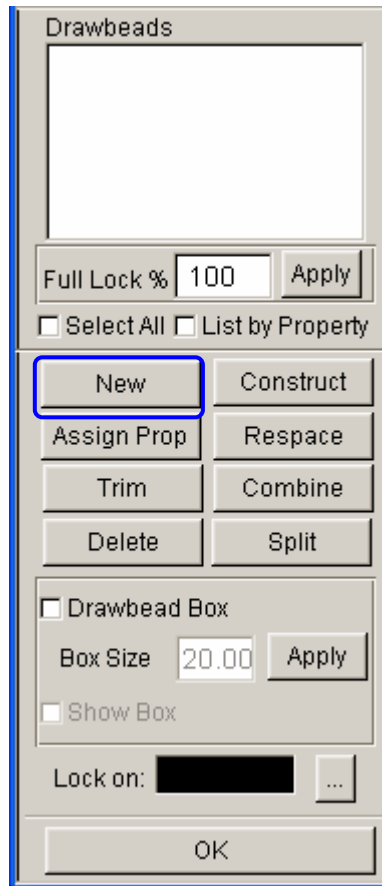 Drawbeads
Full Lock % 100 Apply
Select All List by Property
New Construct
Assign Prop Respace
Trim Combine
Delete Split
Drawbead Box
Box Size 20.00 Apply
Show Box
Lock on: ...
OK